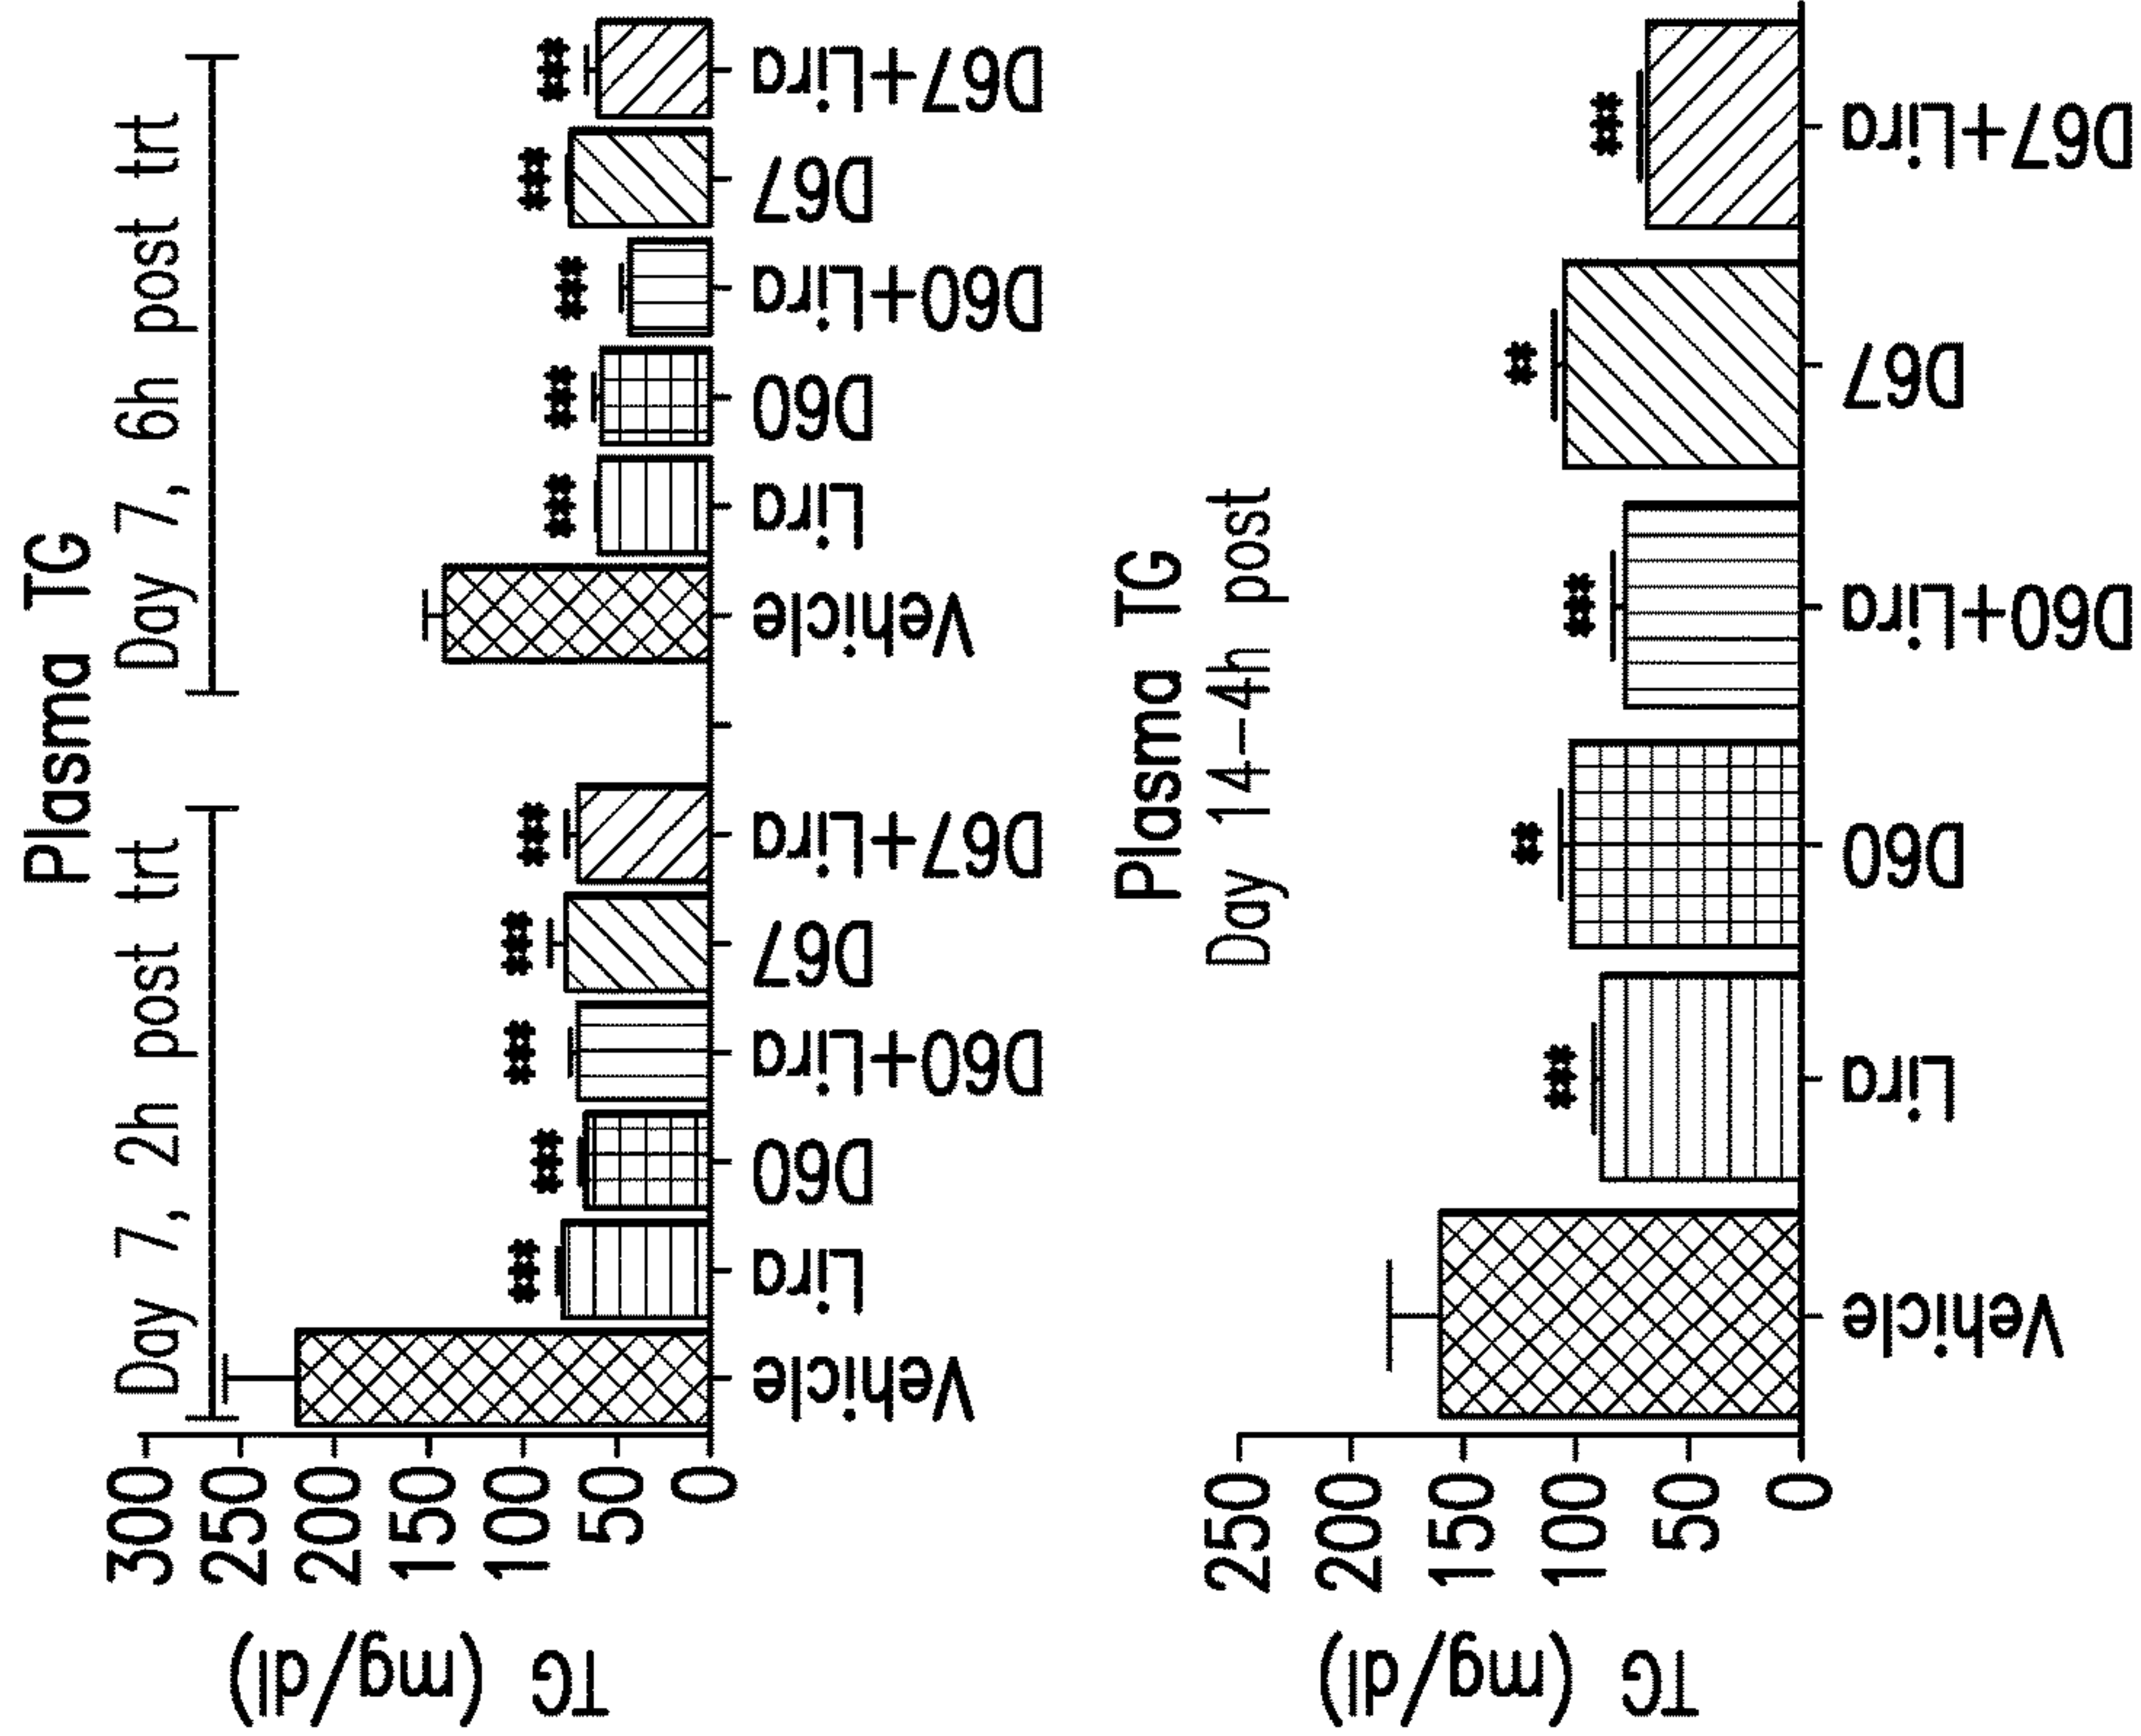 Plasma TG
Day 7, 2h post trt
Day 7, 6h post trt
TG (mg/dl)
300
250
200
150
100
50
0
***
***
***
***
***
***
***
***
***
***
Vehicle
Lira
D60
D60+Lira
D67
D67+Lira
Vehicle
Lira
D60
D60+Lira
D67
D67+Lira
Plasma TG
Day 14-4h post
TG (mg/dl)
250
200
150
100
50
0
***
**
***
**
***
Vehicle
Lira
D60
D60+Lira
D67
D67+Lira